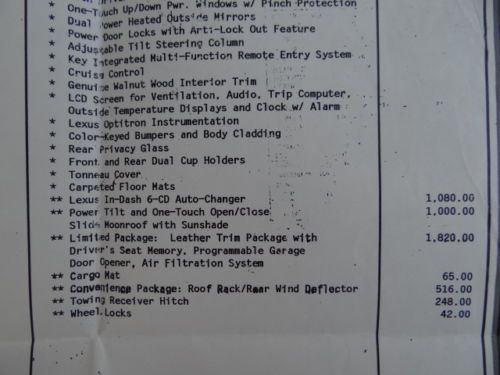 * One-Touch Up/Down Pwr. Windows w/ Pinch Protection
* Dual Power Heated Outside Mirrors
* Power Door Locks with Anti-Lock Out Feature
* Adjustable Tilt Steering Column
* Key Integrated Multi-Function Remote Entry System
* Cruise Control
* Genuine Walnut Wood Interior Trim
* LCD Screen for Ventilation, Audio, Trip Computer,
Outside Temperature Displays and Clock w/ Alarm
* Lexus Optitron Instrumentation
* Color-Keyed Bumpers and Body Cladding
* Rear Privacy Glass
* Front and Rear Dual Cup Holders
* Tonneau Cover
* Carpeted Floor Mats
** Lexus In-Dash 6-CD Auto-Changer 1,080.00
** Power Tilt and One-Touch Open/Close 1,000.00
Slide Moonroof with Sunshade
** Limited Package: Leather Trim Package with 1,820.00
Driver's Seat Memory, Programmable Garage
Door Opener, Air Filtration System
** Cargo Mat 65.00
** Convenience Package: Roof Rack/Rear Wind Deflector 516.00
** Towing Receiver Hitch 248.00
** Wheel Locks 42.00